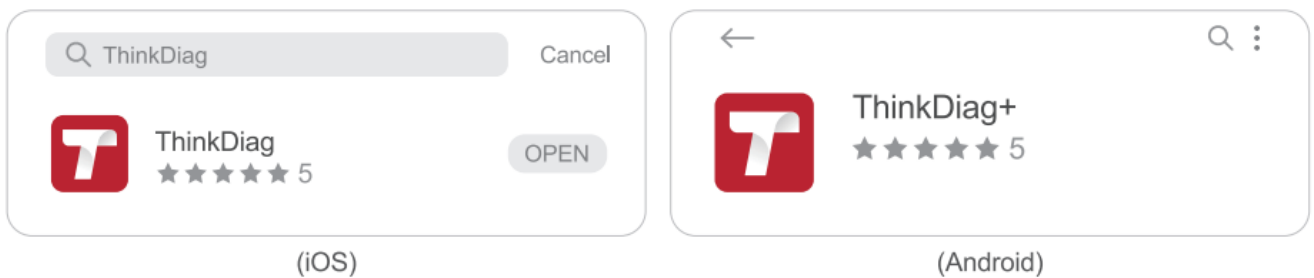 ThinkDiag
Cancel
ThinkDiag
5
OPEN
(iOS)
ThinkDiag+
5
(Android)